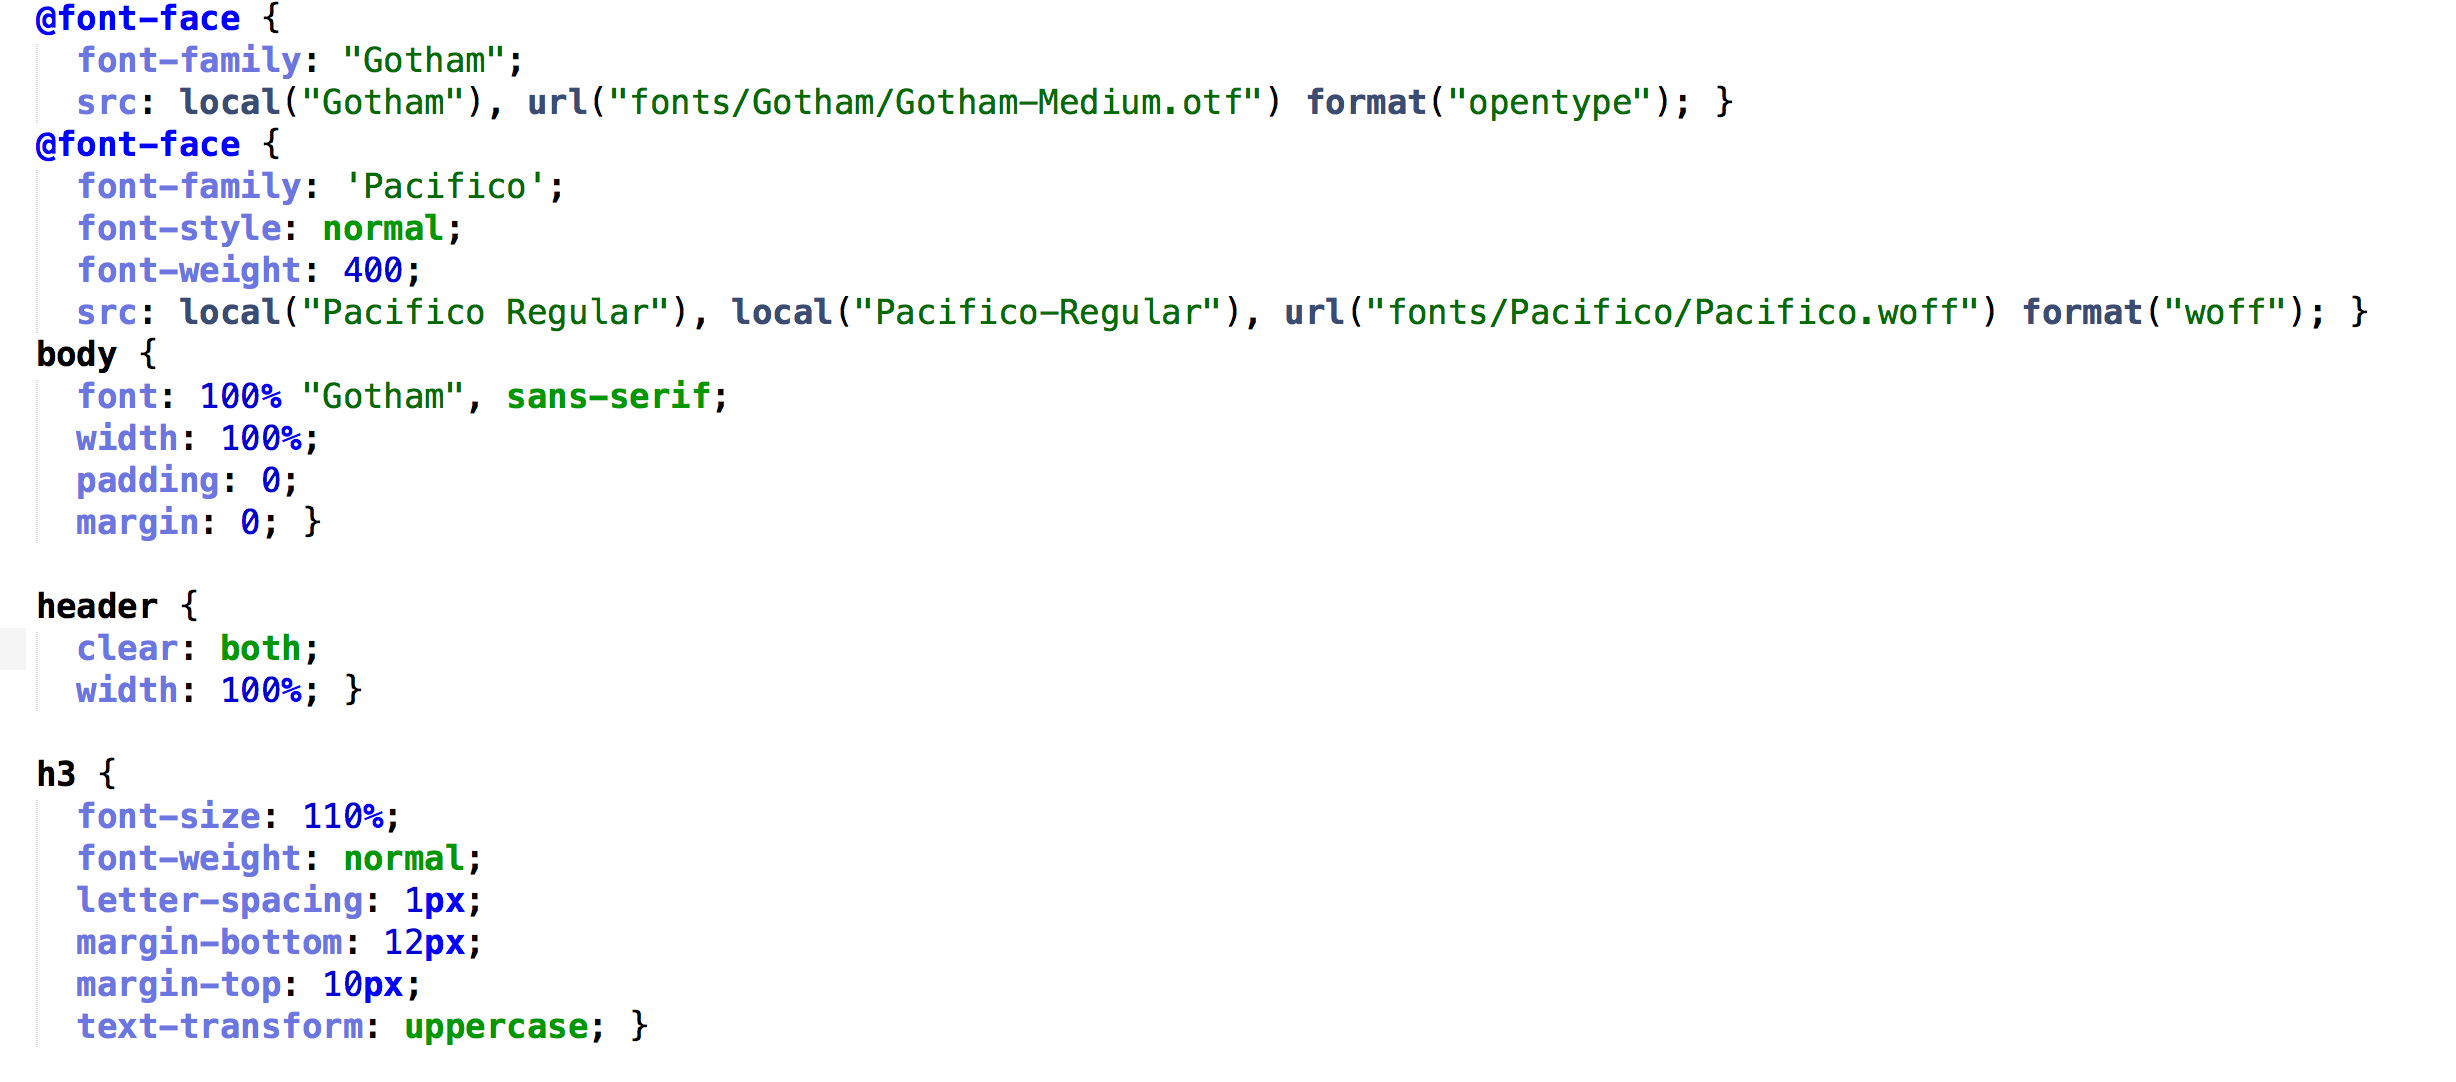 @font-face {
  font-family: "Gotham";
  src: local("Gotham"), url("fonts/Gotham/Gotham-Medium.otf") format("opentype"); }
@font-face {
  font-family: 'Pacifico';
  font-style: normal;
  font-weight: 400;
  src: local("Pacifico Regular"), local("Pacifico-Regular"), url("fonts/Pacifico/Pacifico.woff") format("woff"); }
body {
  font: 100% "Gotham", sans-serif;
  width: 100%;
  padding: 0;
  margin: 0; }

header {
  clear: both;
  width: 100%; }

h3 {
  font-size: 110%;
  font-weight: normal;
  letter-spacing: 1px;
  margin-bottom: 12px;
  margin-top: 10px;
  text-transform: uppercase; }